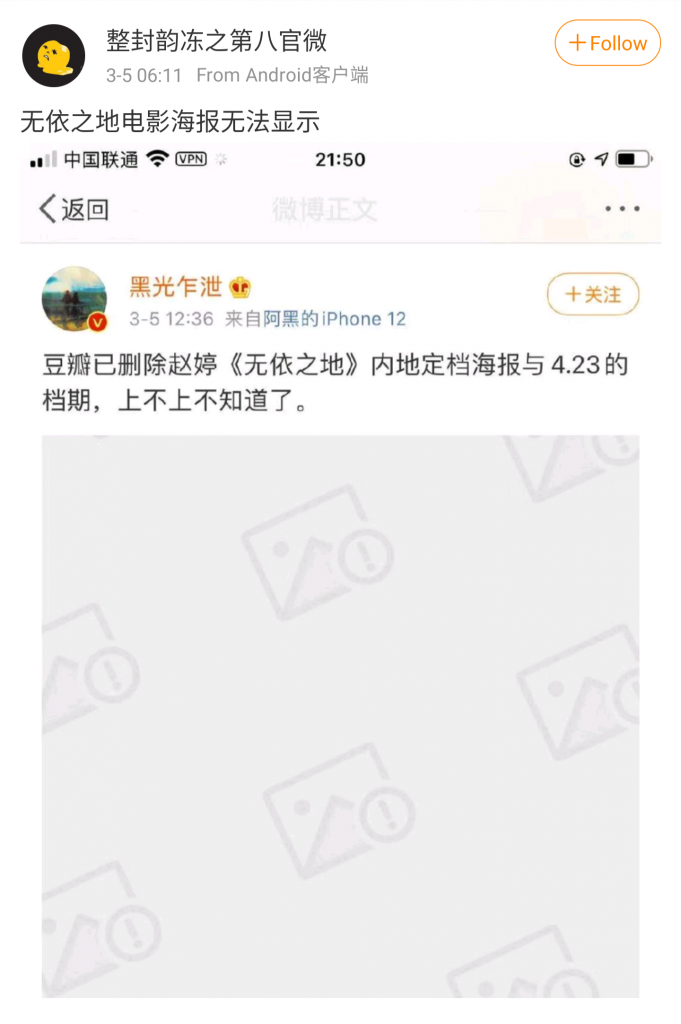 整封韵冻之第八官微
+Follow
3-5 06:11 From Android客户端
无依之地电影海报无法显示
中国联通 VPN 21:50
返回 微博正文
黑光乍泄
+关注
3-5 12:36 来自阿黑的iPhone 12
豆瓣已删除赵婷《无依之地》内地定档海报与 4.23 的
档期，上不上不知道了。